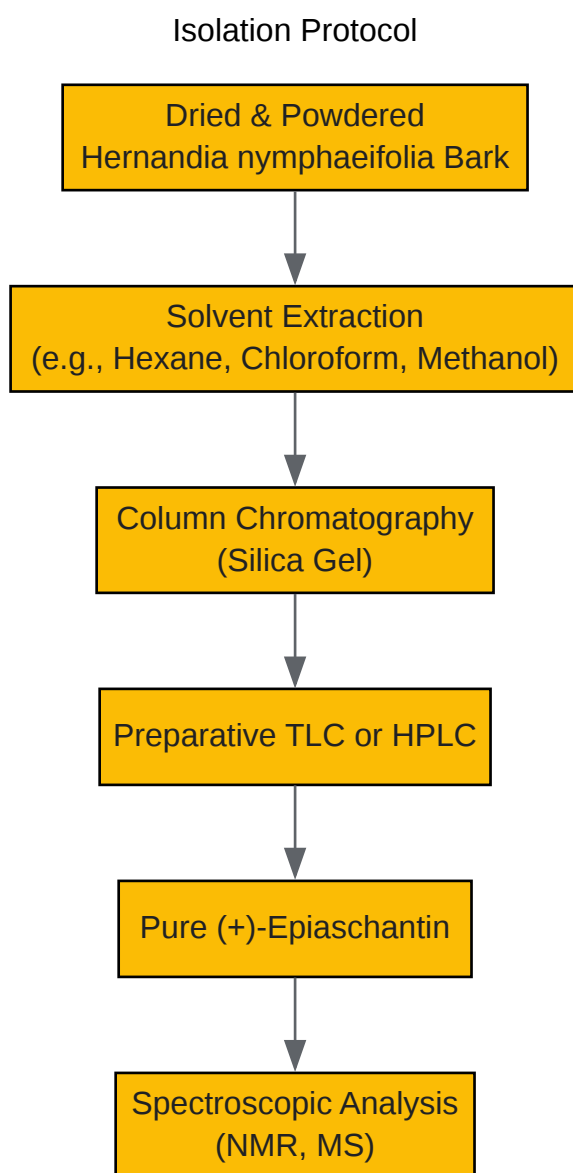 Isolation Protocol
Dried & Powdered
Hernandia nymphaeifolia Bark
Solvent Extraction
(e.g., Hexane, Chloroform, Methanol)
Column Chromatography
(Silica Gel)
Preparative TLC or HPLC
Pure (+)-Epiaschantin
Spectroscopic Analysis
(NMR, MS)